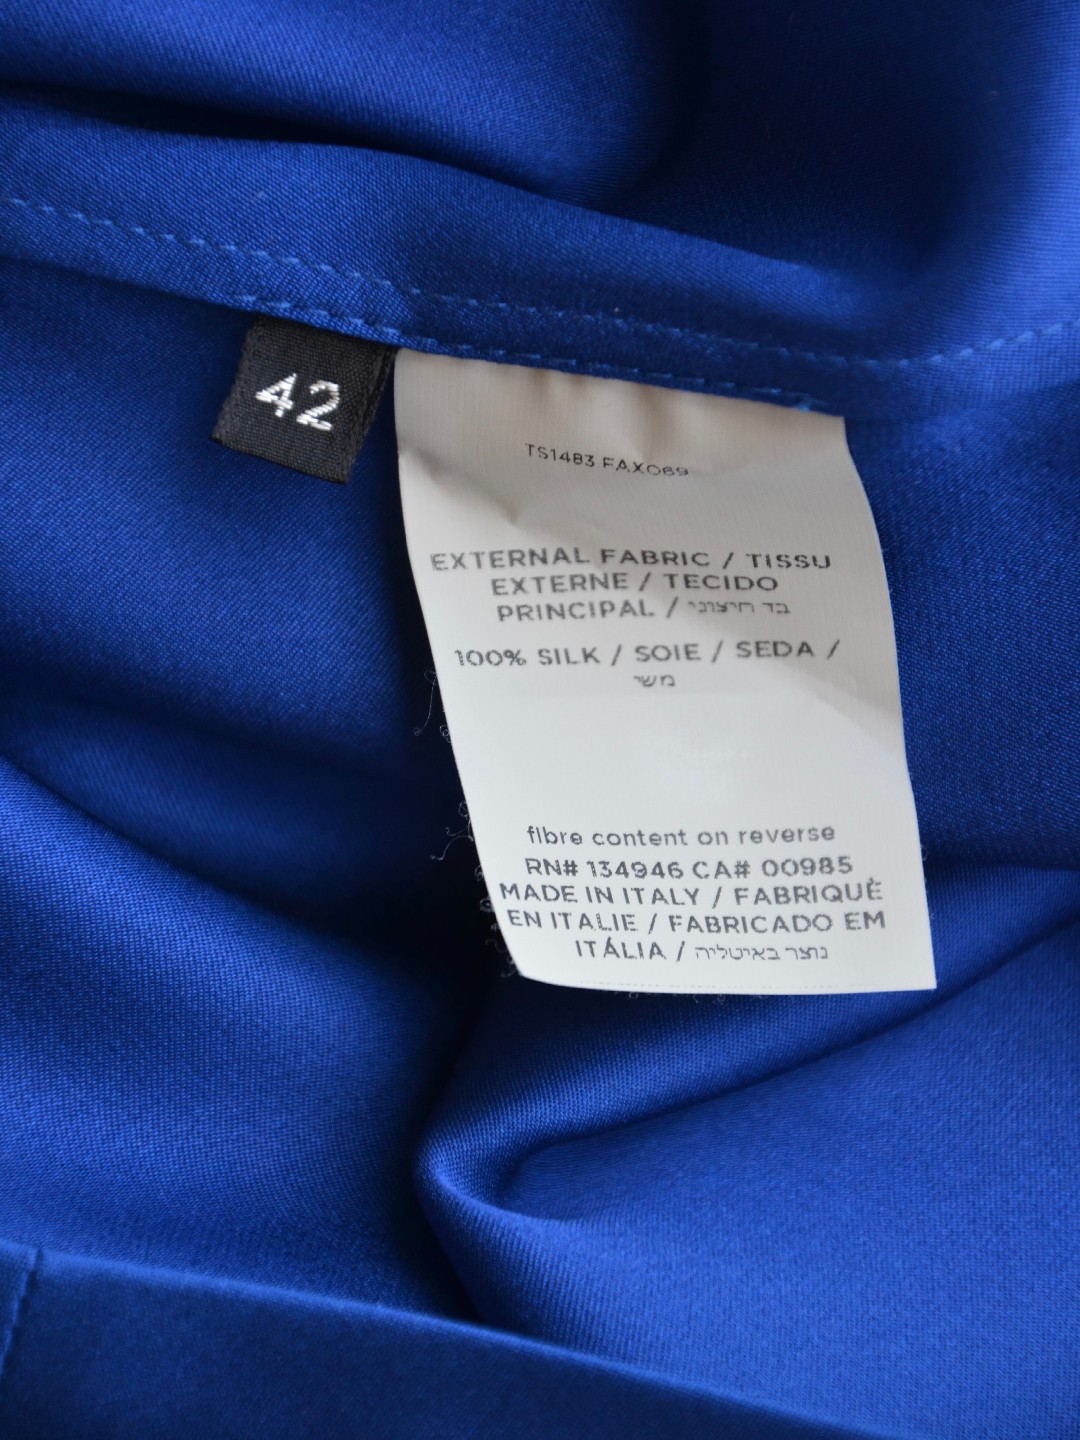 42
TS1483 FAX069
EXTERNAL FABRIC / TISSU
EXTERNE / TECIDO
PRINCIPAL / בד חיצוני
100% SILK / SOIE / SEDA /
משי
fibre content on reverse
RN# 134946 CA# 00985
MADE IN ITALY / FABRIQUÉ
EN ITALIE / FABRICADO EM
ITÁLIA / נוצר באיטליה